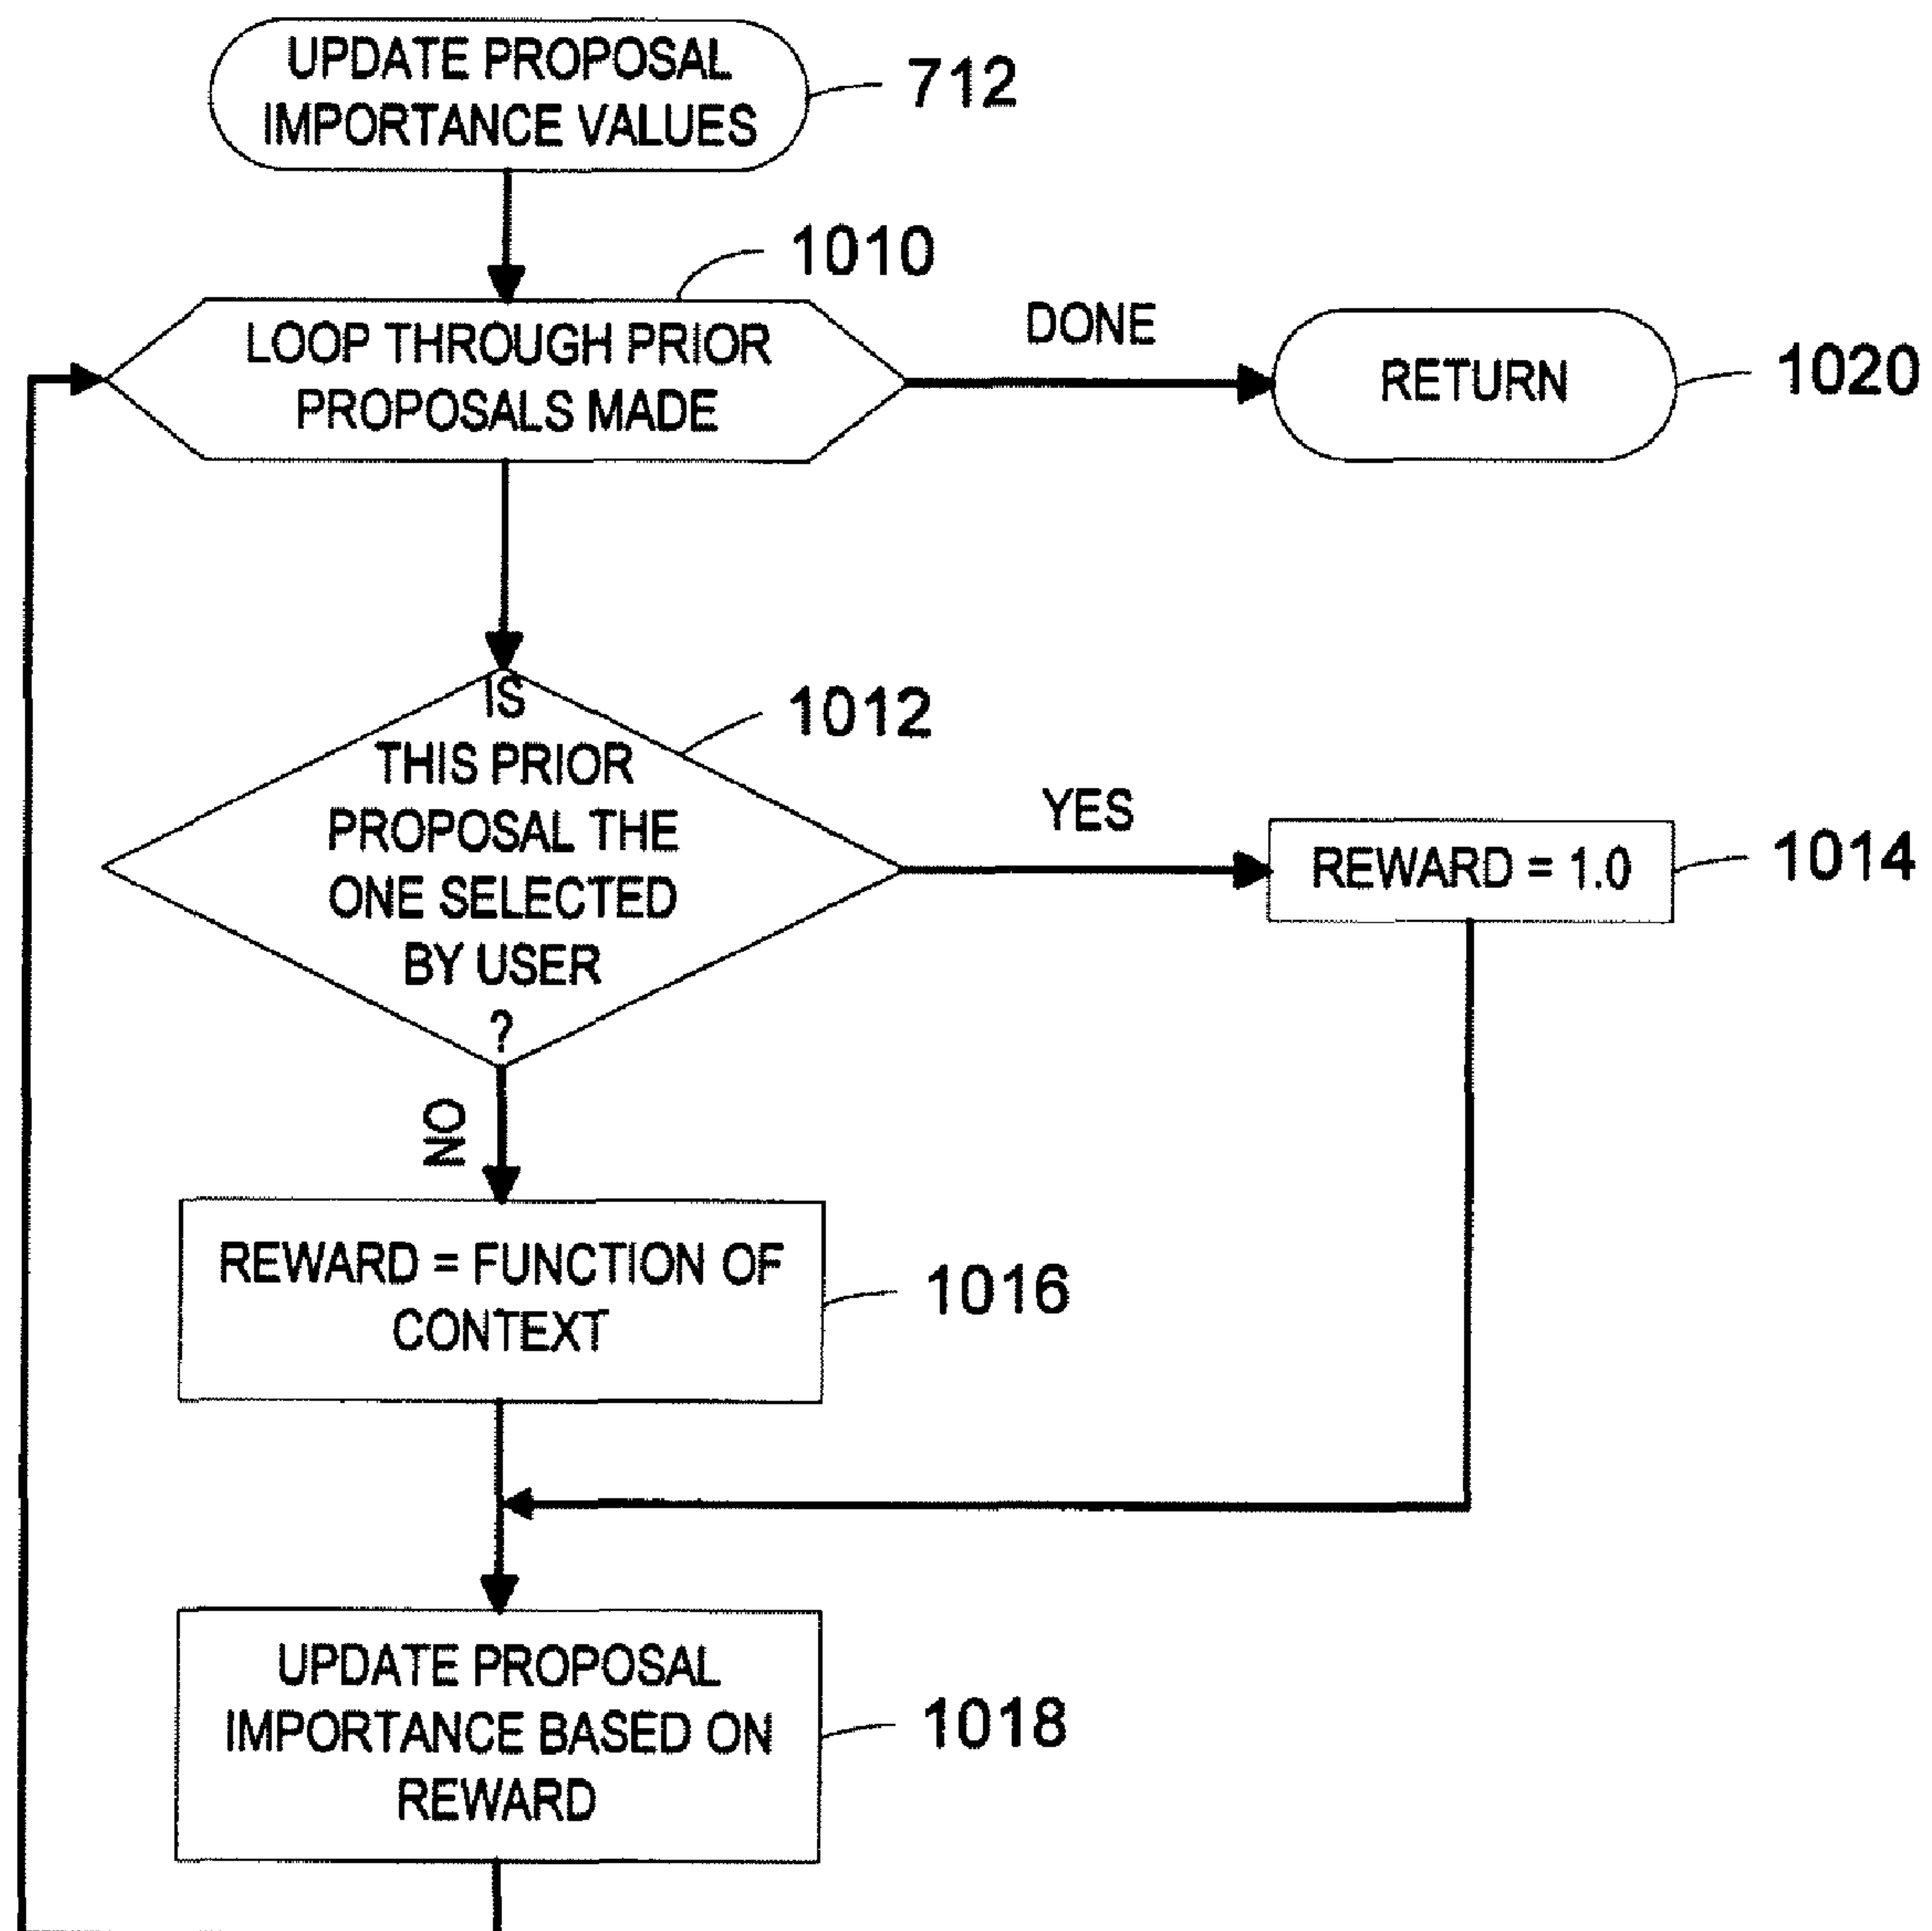 UPDATE PROPOSAL
IMPORTANCE VALUES
712
1010
LOOP THROUGH PRIOR
PROPOSALS MADE
DONE
RETURN
1020
IS
THIS PRIOR
PROPOSAL THE
ONE SELECTED
BY USER
?
1012
YES
REWARD = 1.0
1014
NO
REWARD = FUNCTION OF
CONTEXT
1016
UPDATE PROPOSAL
IMPORTANCE BASED ON
REWARD
1018